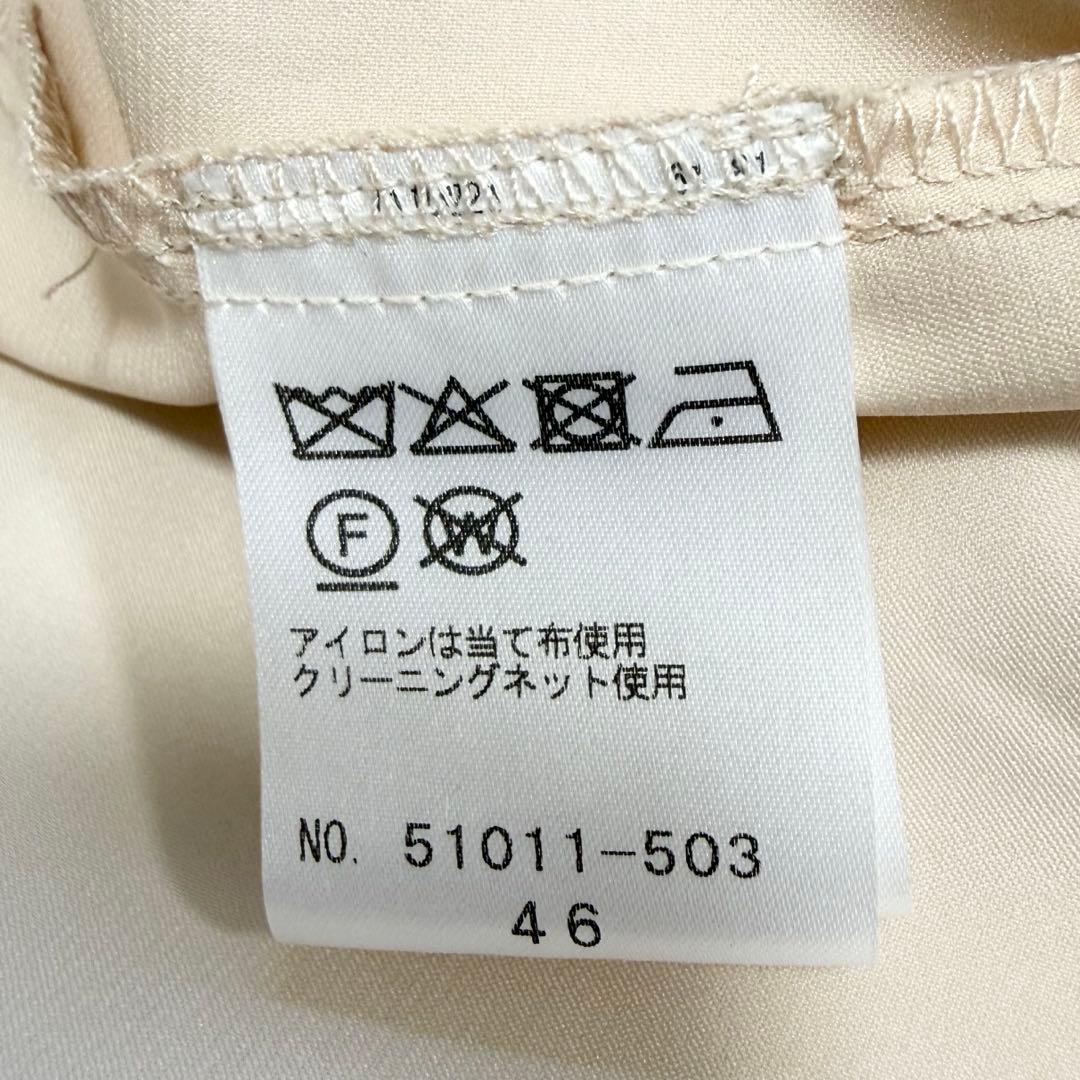 F W
アイロンは当て布使用
クリーニングネット使用
NO. 51011-503
46